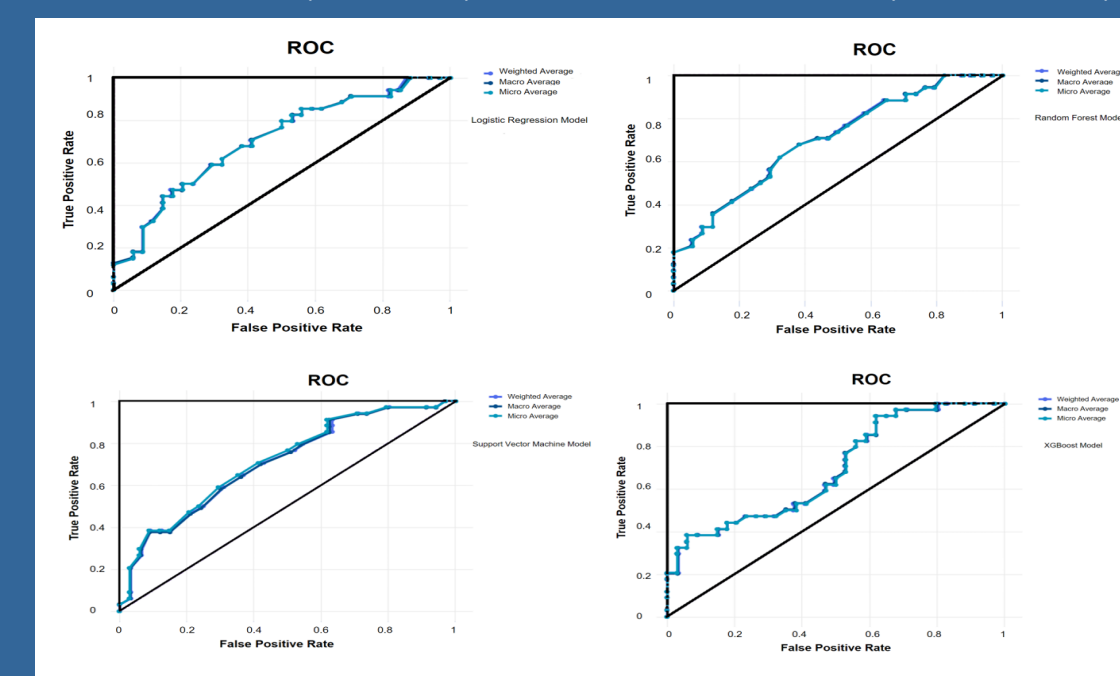 ROC
Weighted Average
Macro Average
Micro Average
Logistic Regression Model
1
0.8
0.6
0.4
0.2
0
True Positive Rate
0 0.2 0.4 0.6 0.8 1
False Positive Rate
ROC
Weighted Averag
Macro Average
Micro Average
Random Forest Mode
1
0.8
0.6
0.4
0.2
0
True Positive Rate
0 0.2 0.4 0.6 0.8 1
False Positive Rate
ROC
Weighted Average
Macro Average
Micro Average
Support Vector Machine Model
1
0.8
0.6
0.4
0.2
0
True Positive Rate
0 0.2 0.4 0.6 0.8 1
False Positive Rate
ROC
Weighted Average
Macro Average
Micro Average
XGBoost Model
1
0.8
0.6
0.4
0.2
0
True Positive Rate
0 0.2 0.4 0.6 0.8 1
False Positive Rate